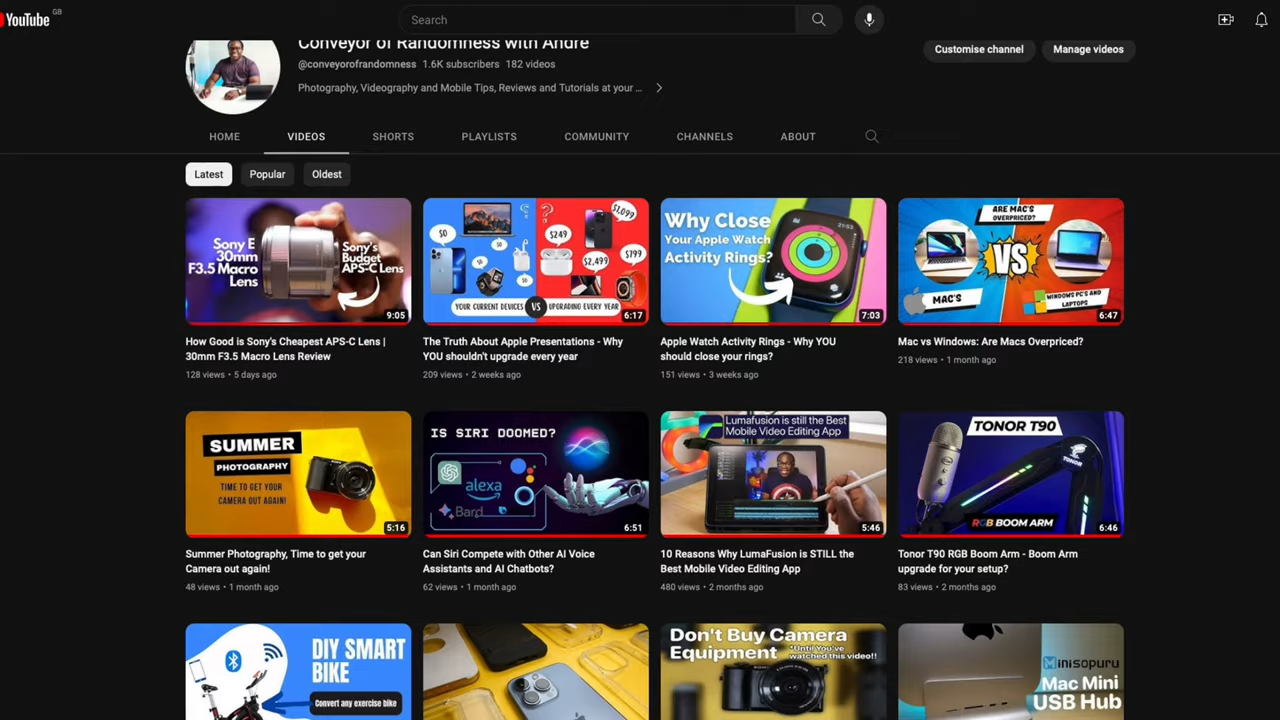 YouTube GB
Search
Conveyor of Randomness with Andre
@conveyorofrandomness 1.6K subscribers 182 videos
Photography, Videography and Mobile Tips, Reviews and Tutorials at your ...
Customise channel
Manage videos
HOME VIDEOS SHORTS PLAYLISTS COMMUNITY CHANNELS ABOUT
Latest Popular Oldest
Sony E
30mm
F3.5 Macro
Lens
Sony's
Budget
APS-C Lens
9:05
$0
$0
$0
$0
$0
$249
$1,099
$2,499
$799
YOUR CURRENT DEVICES VS UPGRADING EVERY YEAR
6:17
Why Close
Your Apple Watch
Activity Rings?
21:53
7:03
ARE MAC'S
OVERPRICED?
VS
MAC'S
WINDOWS PC'S AND
LAPTOPS
6:47
How Good is Sony's Cheapest APS-C Lens |
30mm F3.5 Macro Lens Review
128 views • 5 days ago
The Truth About Apple Presentations - Why
YOU shouldn't upgrade every year
209 views • 2 weeks ago
Apple Watch Activity Rings - Why YOU
should close your rings?
151 views • 3 weeks ago
Mac vs Windows: Are Macs Overpriced?
218 views • 1 month ago
SUMMER
PHOTOGRAPHY
TIME TO GET YOUR
CAMERA OUT AGAIN!
5:16
IS SIRI DOOMED?
alexa
Bard
6:51
Lumafusion is still the Best
Mobile Video Editing App
5:46
TONOR T90
TONOR
RGB BOOM ARM
6:46
Summer Photography, Time to get your
Camera out again!
48 views • 1 month ago
Can Siri Compete with Other AI Voice
Assistants and AI Chatbots?
62 views • 1 month ago
10 Reasons Why LumaFusion is STILL the
Best Mobile Video Editing App
480 views • 2 months ago
Tonor T90 RGB Boom Arm - Boom Arm
upgrade for your setup?
83 views • 2 months ago
DIY SMART
BIKE
Convert any exercise bike
Don't Buy Camera
Equipment
*Until You've
watched this video!!
Minisopuru
Mac Mini
USB Hub